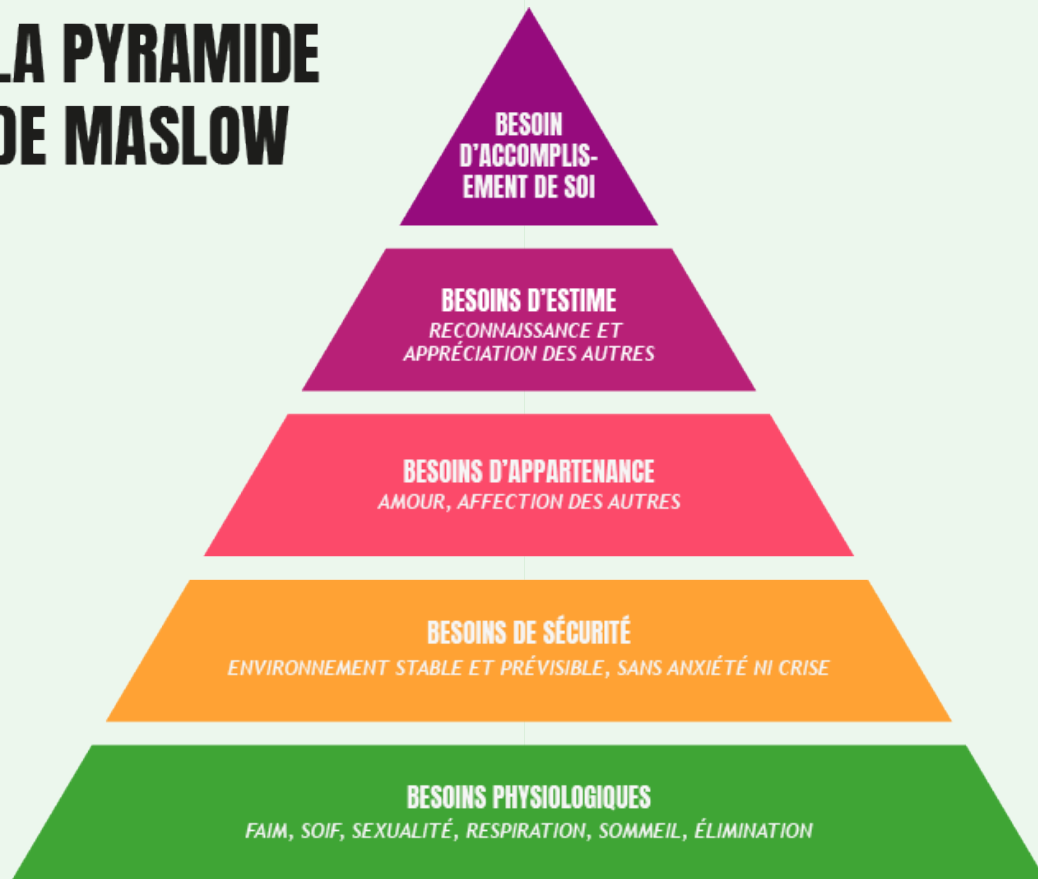 LA PYRAMIDE
DE MASLOW
BESOIN
D'ACCOMPLIS-
EMENT DE SOI
BESOINS D'ESTIME
RECONNAISSANCE ET
APPRÉCIATION DES AUTRES
BESOINS D'APPARTENANCE
AMOUR, AFFECTION DES AUTRES
BESOINS DE SÉCURITÉ
ENVIRONNEMENT STABLE ET PRÉVISIBLE, SANS ANXIÉTÉ NI CRISE
BESOINS PHYSIOLOGIQUES
FAIM, SOIF, SEXUALITÉ, RESPIRATION, SOMMEIL, ÉLIMINATION